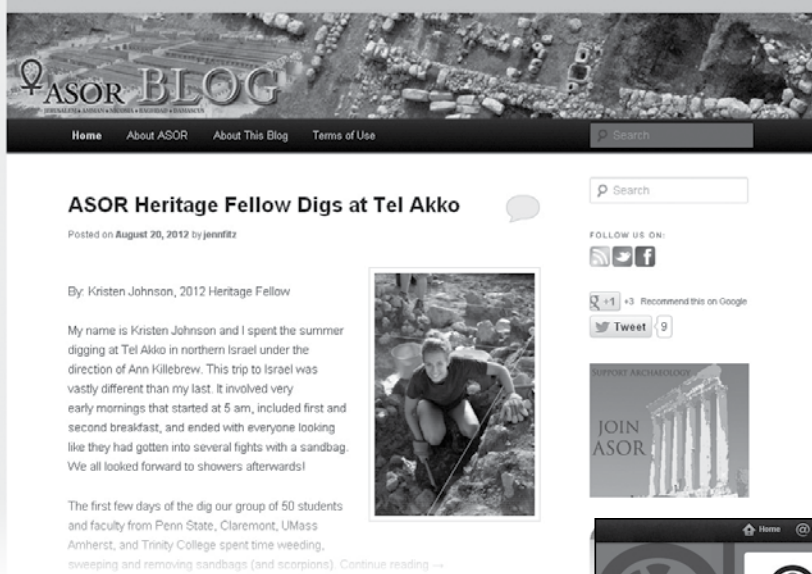 ASOR BLOG
JERUSALEM • AMMAN • NICOSIA • BAGHDAD • DAMASCUS
Home About ASOR About This Blog Terms of Use
Search
ASOR Heritage Fellow Digs at Tel Akko
Posted on August 20, 2012 by jennfitz
By: Kristen Johnson, 2012 Heritage Fellow
My name is Kristen Johnson and I spent the summer
digging at Tel Akko in northern Israel under the
direction of Ann Killebrew. This trip to Israel was
vastly different than my last. It involved very
early mornings that started at 5 am, included first and
second breakfast, and ended with everyone looking
like they had gotten into several fights with a sandbag.
We all looked forward to showers afterwards!
The first few days of the dig our group of 50 students
and faculty from Penn State, Claremont, UMass
Amherst, and Trinity College spent time weeding,
sweeping and removing sandbags (and scorpions). Continue reading →
Search
FOLLOW US ON:
+1 +3 Recommend this on Google
Tweet 9
SUPPORT ARCHAEOLOGY
JOIN
ASOR
Home @